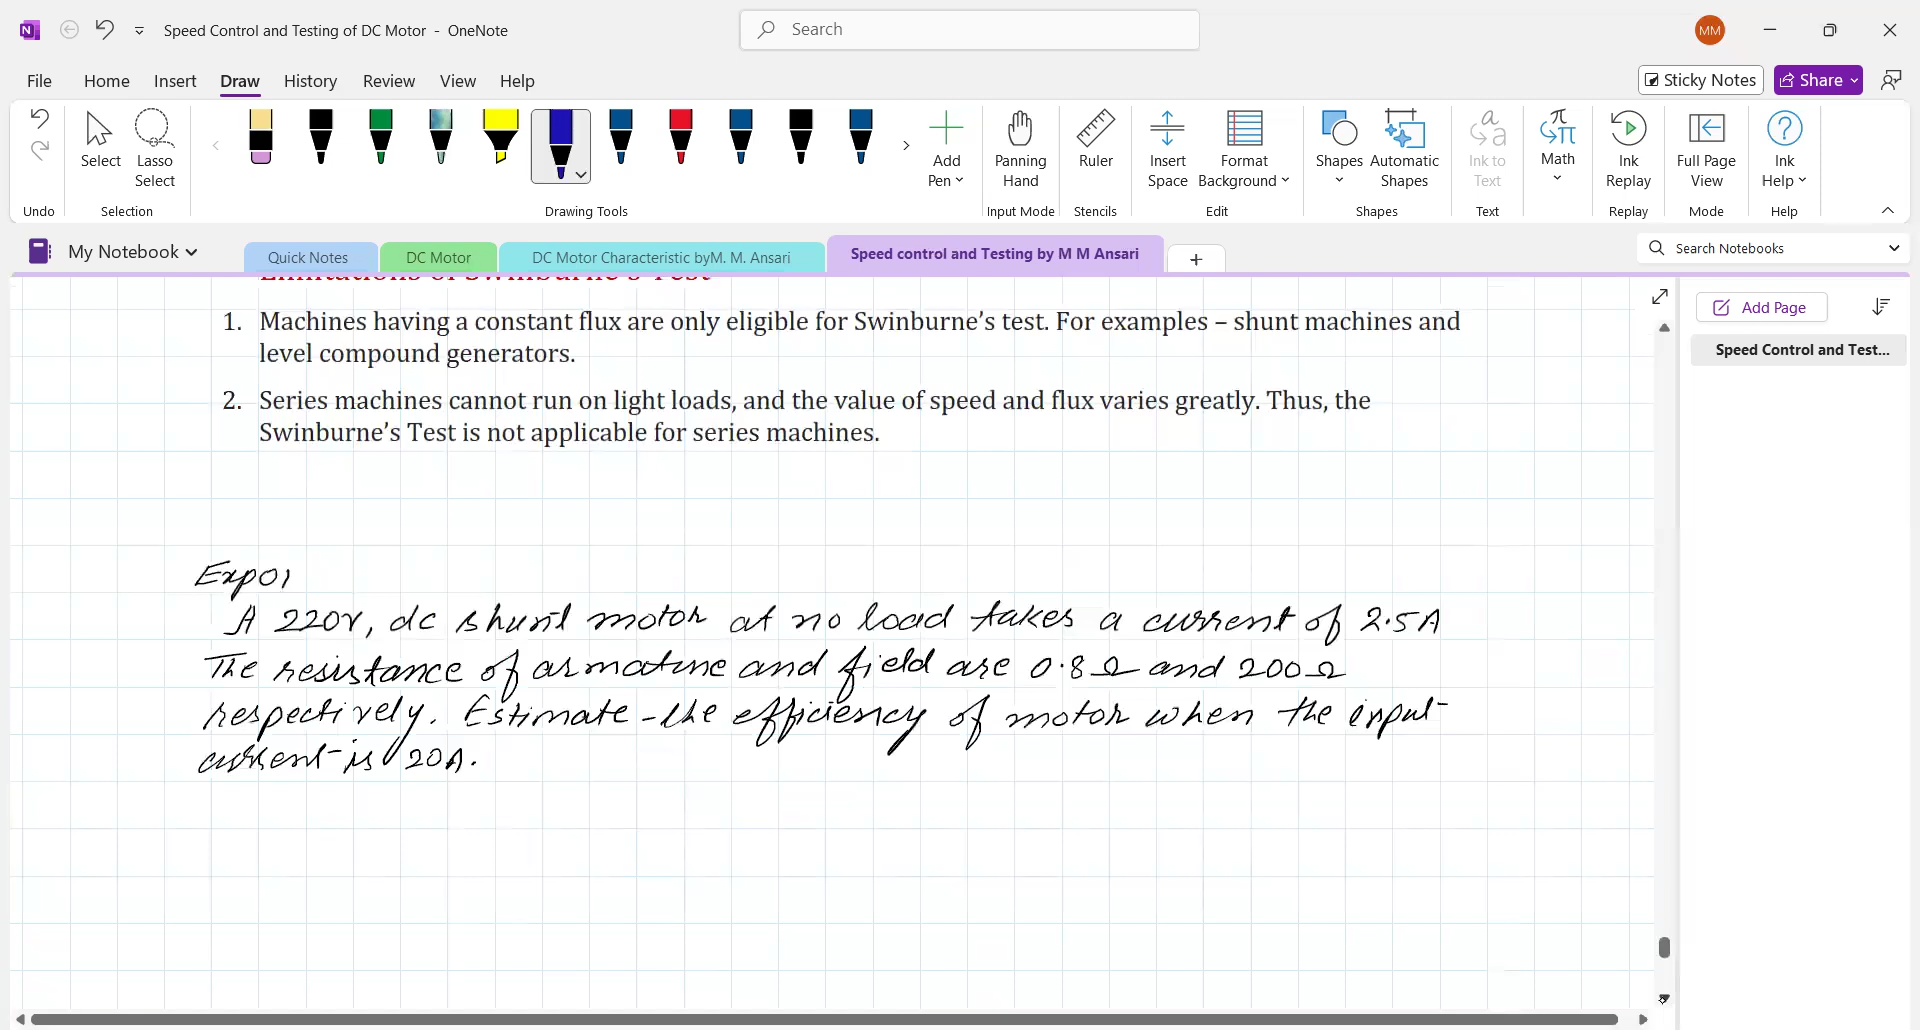 Speed Control and Testing of DC Motor - OneNote
Search
MM
File Home Insert Draw History Review View Help
Sticky Notes Share
Select Lasso Select
Add Pen
Panning Hand
Ruler
Insert Space
Format Background
Shapes Automatic Shapes
Ink to Text
Math
Ink Replay
Full Page View
Ink Help
Undo Selection Drawing Tools Input Mode Stencils Edit Shapes Text Replay Mode Help
My Notebook Quick Notes DC Motor DC Motor Characteristic byM. M. Ansari Speed control and Testing by M M Ansari + Search Notebooks
Limitations of Swinburne's Test
1. Machines having a constant flux are only eligible for Swinburne’s test. For examples – shunt machines and
level compound generators.
2. Series machines cannot run on light loads, and the value of speed and flux varies greatly. Thus, the
Swinburne’s Test is not applicable for series machines.
Add Page
Speed Control and Test...
Exp01
A 220V, dc shunt motor at no load takes a current of 2.5A
The resistance of armature and field are 0.8Ω and 200Ω
respectively. Estimate the efficiency of motor when the input
current is 20A.